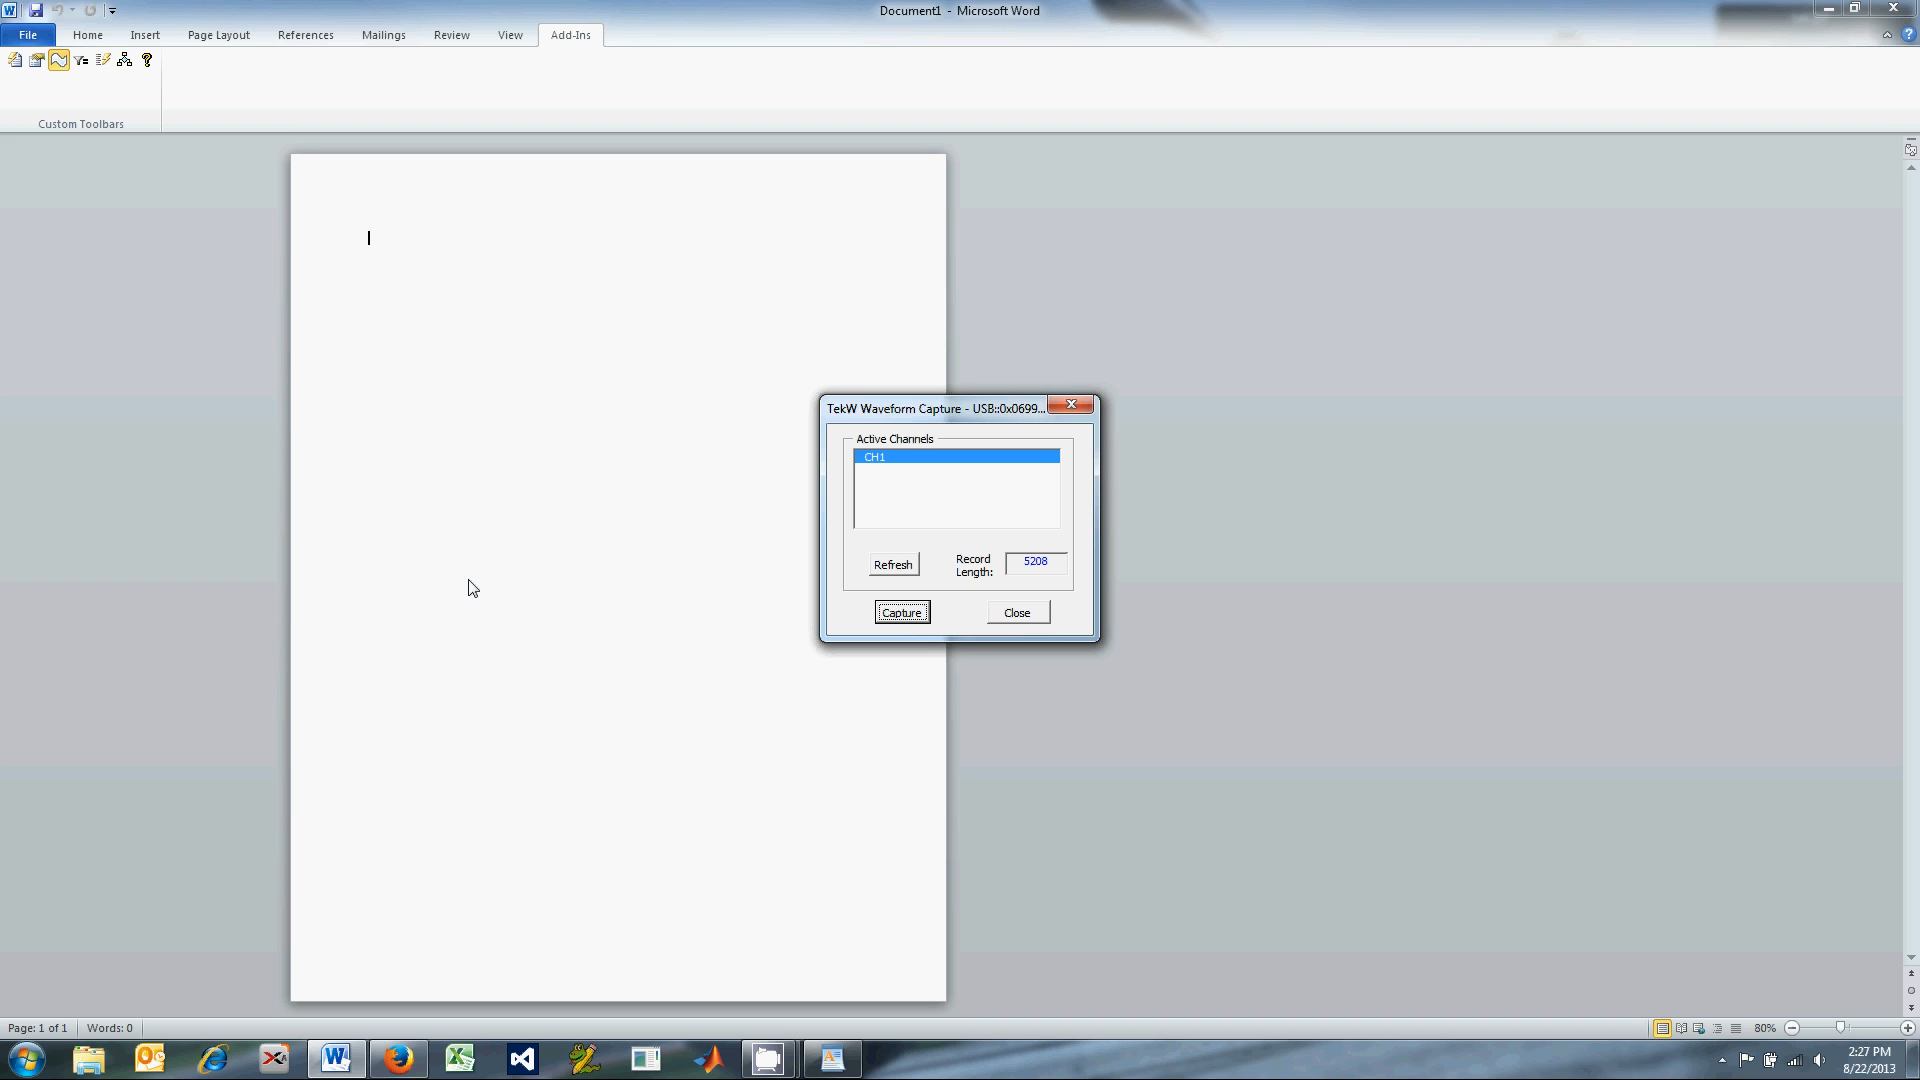 Document1 - Microsoft Word
File Home Insert Page Layout References Mailings Review View Add-Ins
Custom Toolbars
TekW Waveform Capture - USB::0x0699...
Active Channels
CH1
Refresh
Record
Length:
5208
Capture
Close
Page: 1 of 1 Words: 0
80%
2:27 PM
8/22/2013